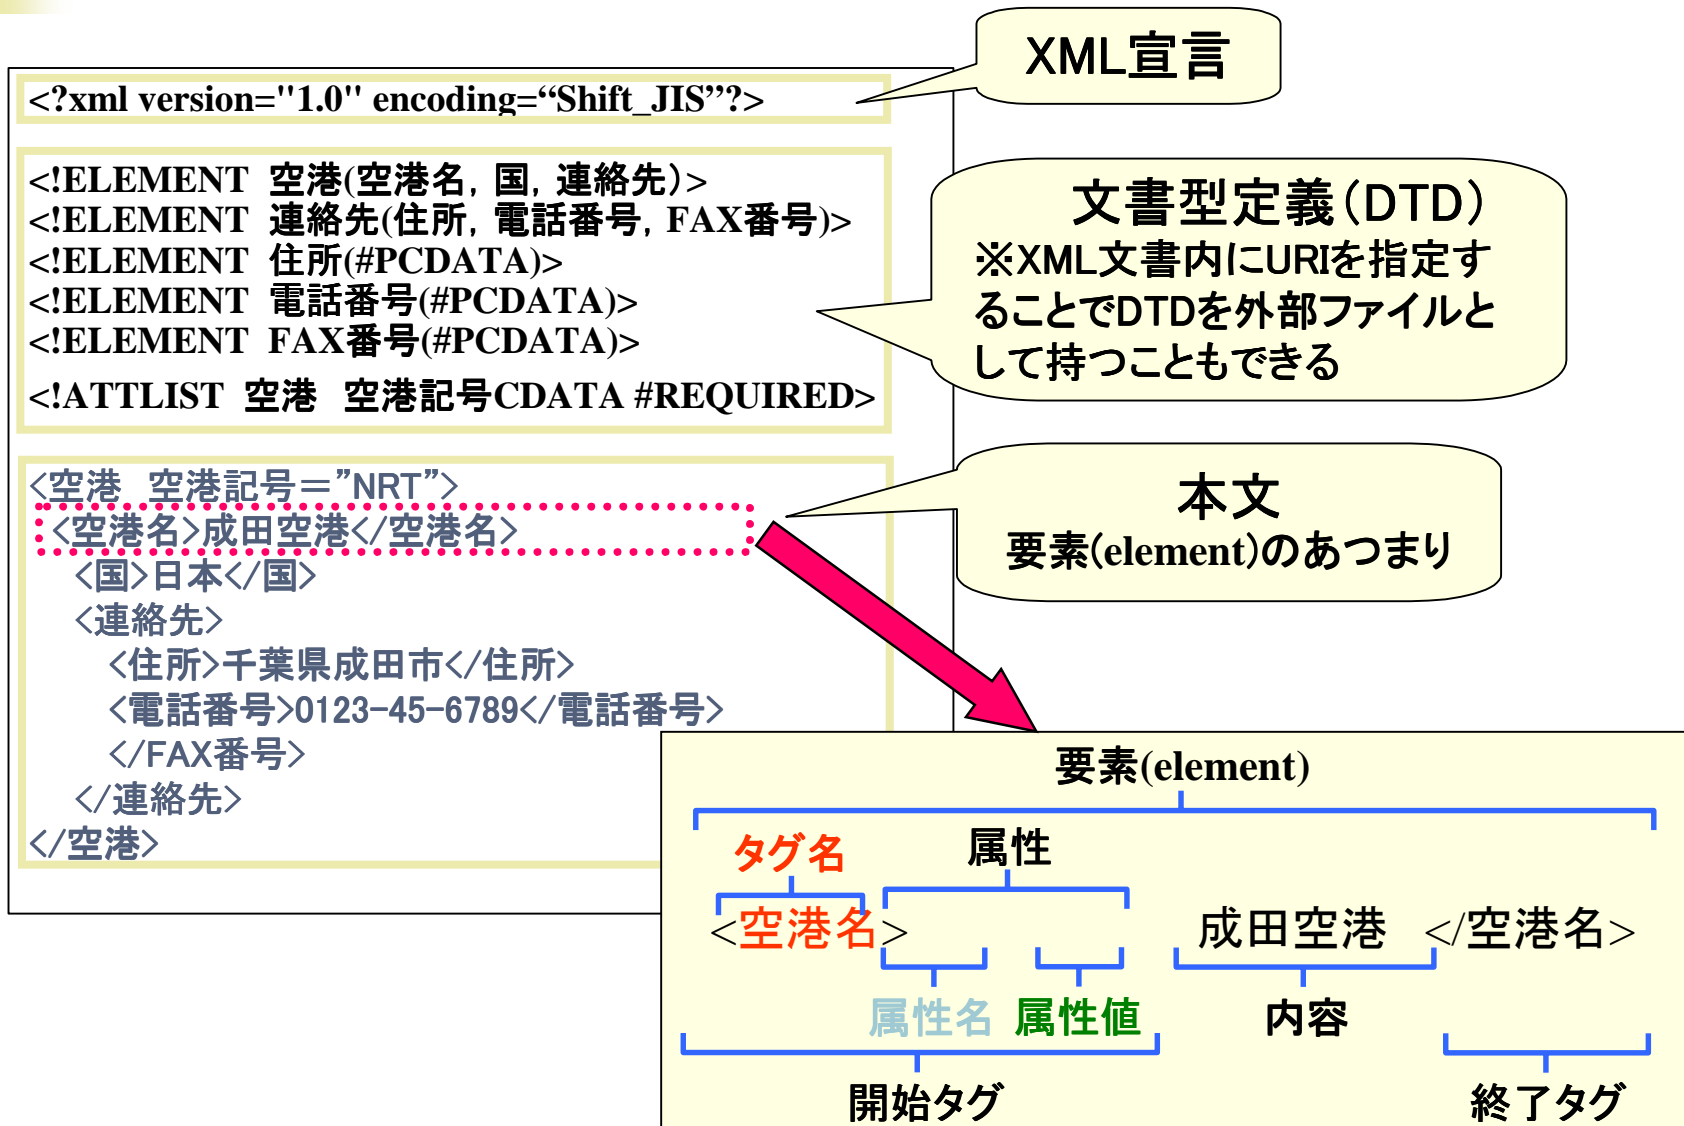 XML宣言
<?xml version="1.0" encoding=“Shift_JIS”?>
<!ELEMENT 空港(空港名, 国, 連絡先)>
<!ELEMENT 連絡先(住所, 電話番号, FAX番号)>
<!ELEMENT 住所(#PCDATA)>
<!ELEMENT 電話番号(#PCDATA)>
<!ELEMENT FAX番号(#PCDATA)>
<!ATTLIST 空港 空港記号CDATA #REQUIRED>
文書型定義(DTD)
※XML文書内にURIを指定す
ることでDTDを外部ファイルと
して持つこともできる
<空港 空港記号=”NRT”>
<空港名>成田空港</空港名>
<国>日本</国>
<連絡先>
<住所>千葉県成田市</住所>
<電話番号>0123-45-6789</電話番号>
</FAX番号>
</連絡先>
</空港>
本文
要素(element)のあつまり
要素(element)
タグ名 属性
<空港名> 成田空港 </空港名>
属性名 属性値 内容
開始タグ 終了タグ